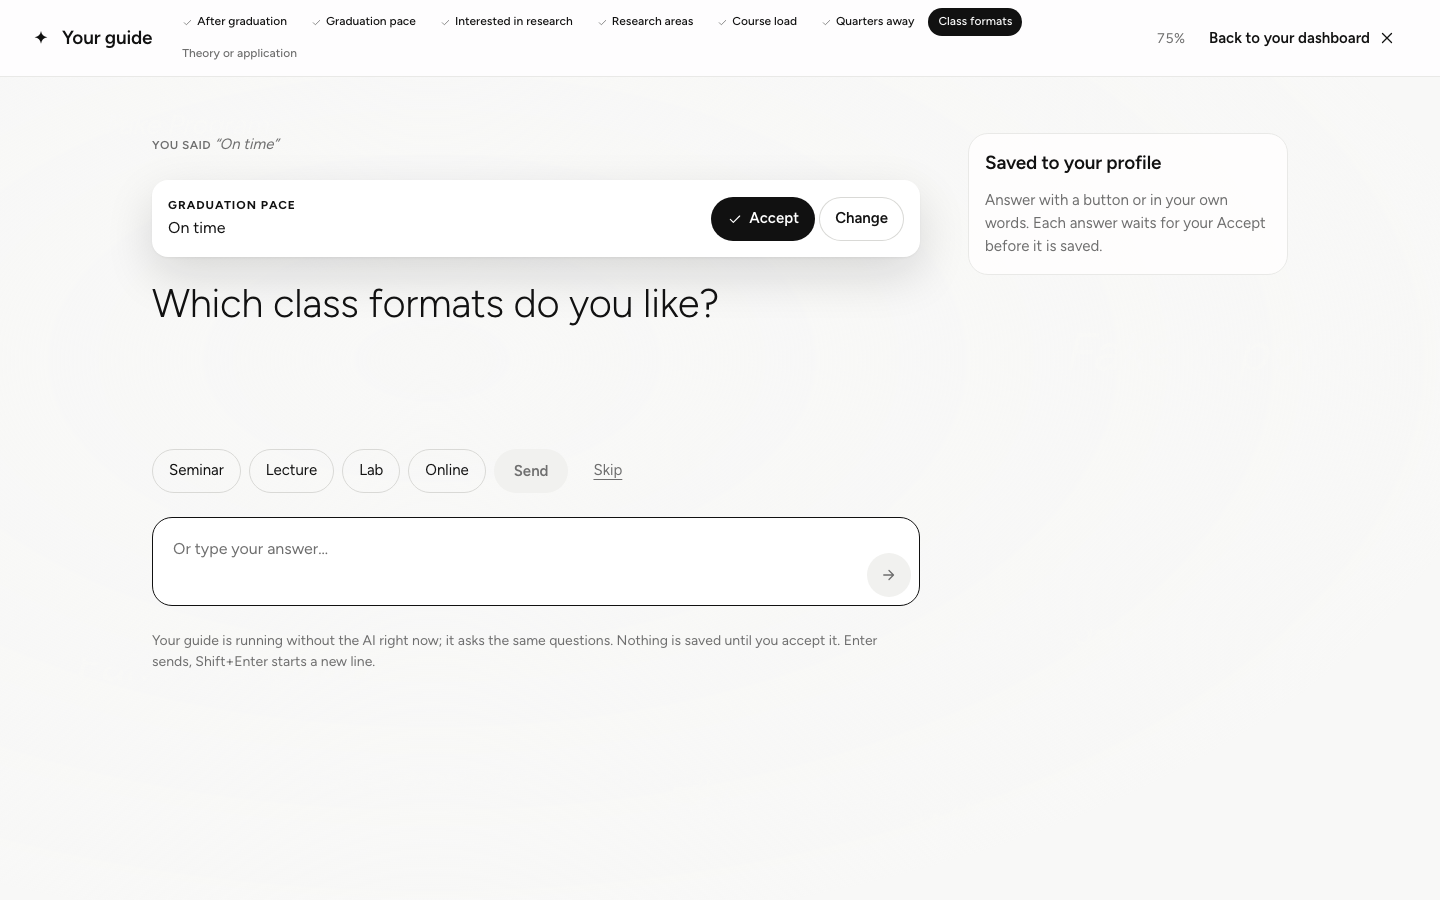 Your guide
After graduation
Graduation pace
Interested in research
Research areas
Course load
Quarters away
Class formats
Theory or application
75%
Back to your dashboard
YOU SAID “On time”
GRADUATION PACE
On time
Accept
Change
Which class formats do you like?
Seminar
Lecture
Lab
Online
Send
Skip
Or type your answer...
Your guide is running without the AI right now; it asks the same questions. Nothing is saved until you accept it. Enter
sends, Shift+Enter starts a new line.
Saved to your profile
Answer with a button or in your own
words. Each answer waits for your Accept
before it is saved.